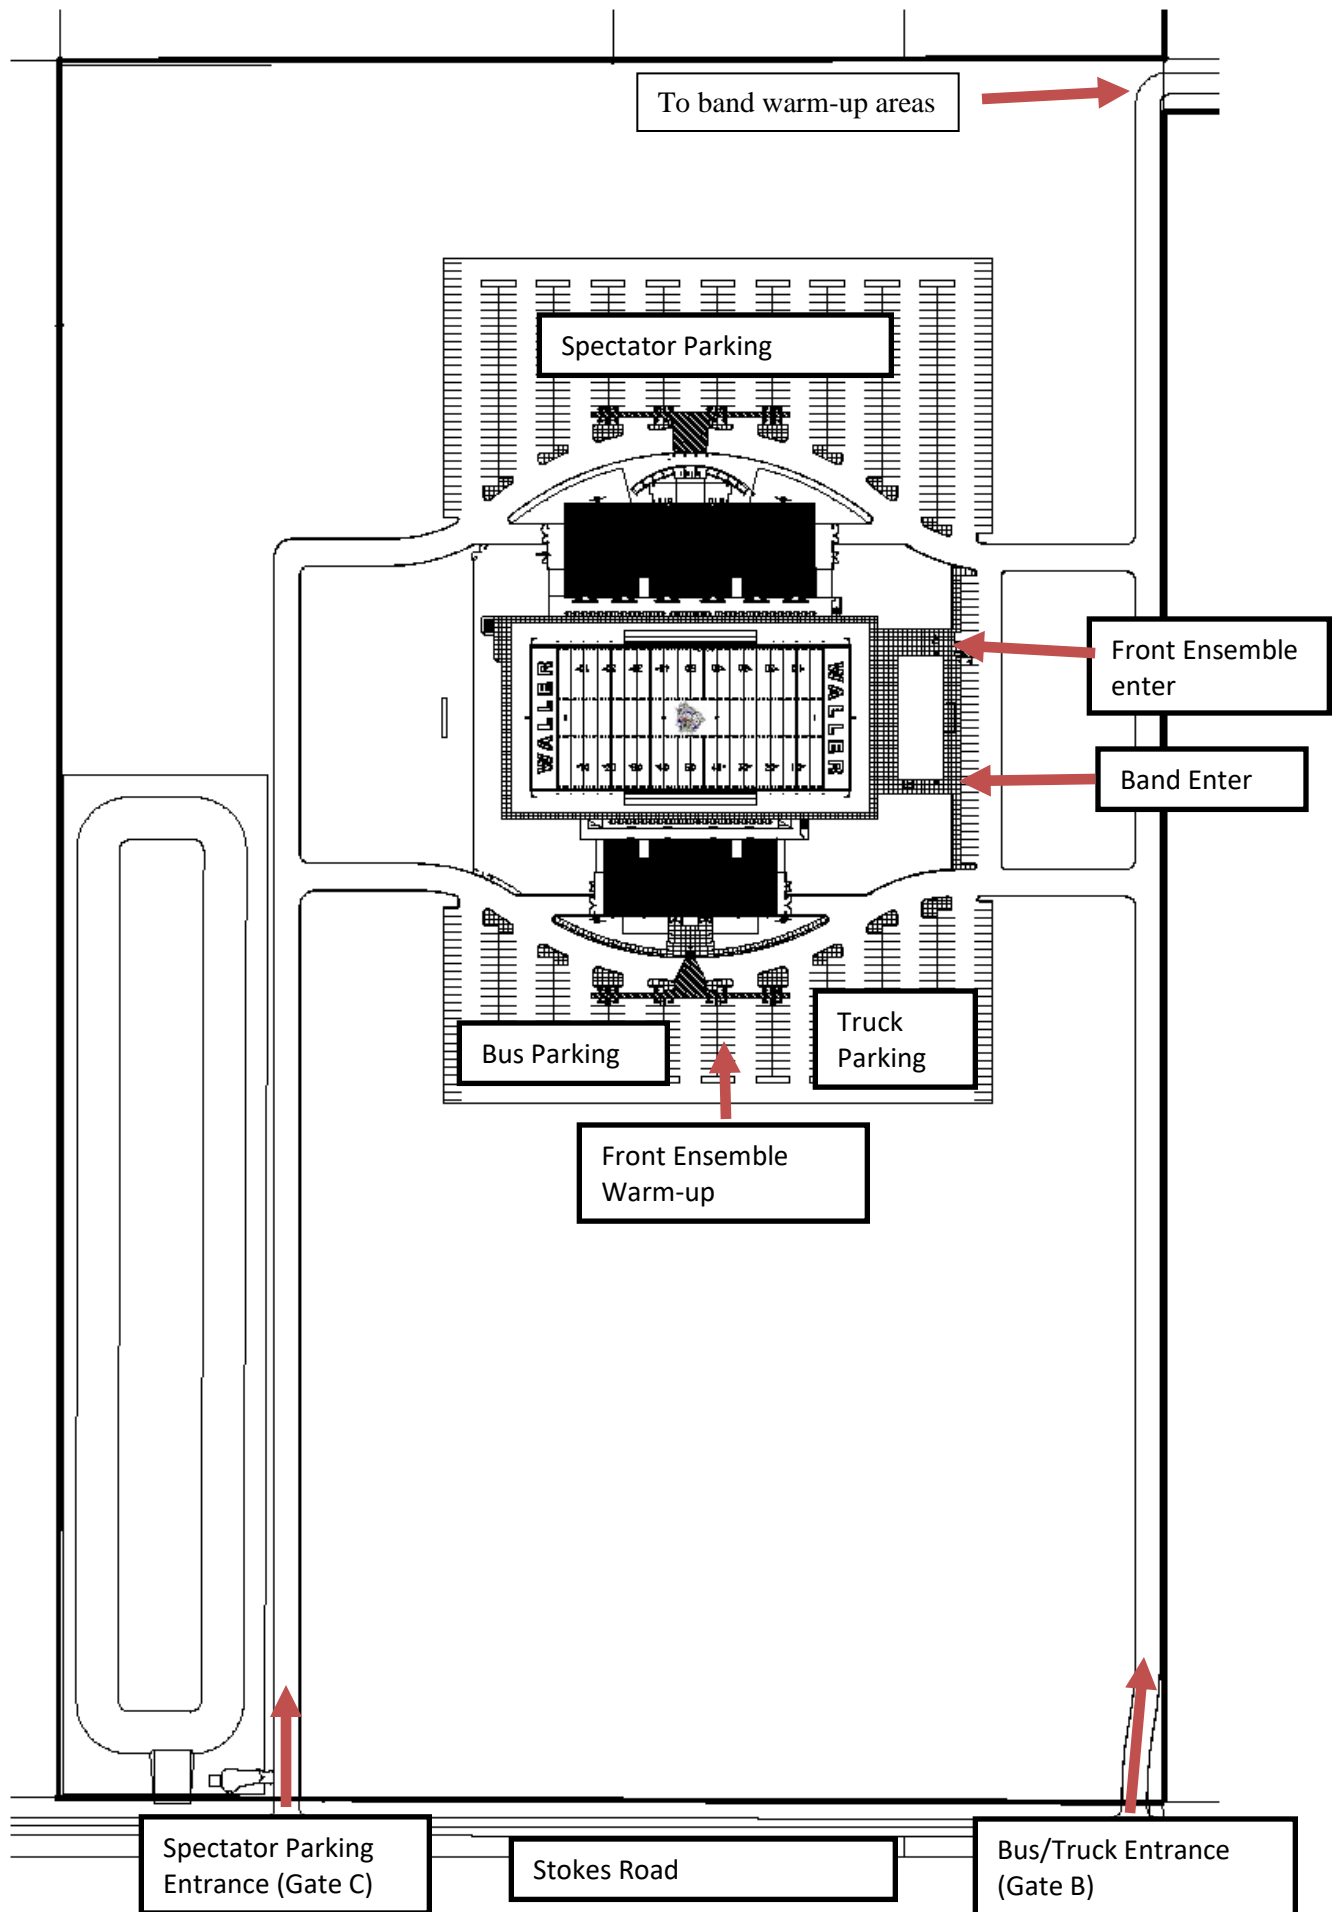 To band warm-up areas
Spectator Parking
Front Ensemble
enter
WALLER
WALLER
Band Enter
Truck
Parking
Bus Parking
Front Ensemble
Warm-up
Spectator Parking
Entrance (Gate C)
Stokes Road
Bus/Truck Entrance
(Gate B)